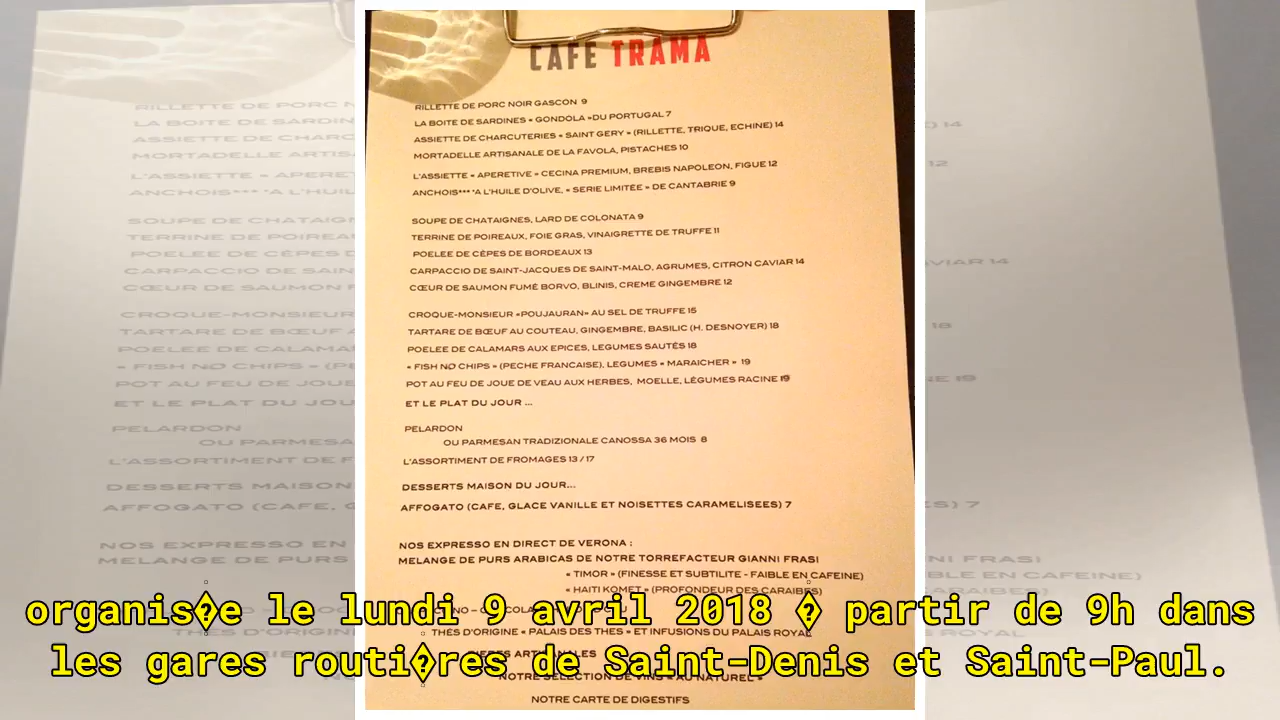 CAFE TRAMA
RILLETTE DE PORC NOIR GASCON 9
LA BOITE DE SARDINES « GONDOLA »DU PORTUGAL 7
ASSIETTE DE CHARCUTERIES « SAINT GERY » (RILLETTE, TRIQUE, ECHINE) 14
MORTADELLE ARTISANALE DE LA FAVOLA, PISTACHES 10
L'ASSIETTE « APERETIVE » CECINA PREMIUM, BREBIS NAPOLEON, FIGUE 12
ANCHOIS*** "A L'HUILE D'OLIVE, « SERIE LIMITÉE » DE CANTABRIE 9
SOUPE DE CHATAIGNES, LARD DE COLONATA 9
TERRINE DE POIREAUX, FOIE GRAS, VINAIGRETTE DE TRUFFE 11
POELEE DE CÈPES DE BORDEAUX 13
CARPACCIO DE SAINT-JACQUES DE SAINT-MALO, AGRUMES, CITRON CAVIAR 14
CŒUR DE SAUMON FUMÉ BORVO, BLINIS, CREME GINGEMBRE 12
CROQUE-MONSIEUR «POUJAURAN» AU SEL DE TRUFFE 15
TARTARE DE BŒUF AU COUTEAU, GINGEMBRE, BASILIC (H. DESNOYER) 18
POELEE DE CALAMARS AUX EPICES, LEGUMES SAUTÉS 18
« FISH NO CHIPS » (PECHE FRANCAISE), LEGUMES « MARAICHER » 19
POT AU FEU DE JOUE DE VEAU AUX HERBES, MOELLE, LÉGUMES RACINE 19
ET LE PLAT DU JOUR ...
PELARDON
OU PARMESAN TRADIZIONALE CANOSSA 36 MOIS 8
L'ASSORTIMENT DE FROMAGES 13 / 17
DESSERTS MAISON DU JOUR...
AFFOGATO (CAFE, GLACE VANILLE ET NOISETTES CARAMELISEES) 7
NOS EXPRESSO EN DIRECT DE VERONA :
MELANGE DE PURS ARABICAS DE NOTRE TORREFACTEUR GIANNI FRASI
« TIMOR » (FINESSE ET SUBTILITE - FAIBLE EN CAFEINE)
« HAITI KOMET » (PROFONDEUR DES CARAIBES)
organis�e le lundi 9 avril 2018 � partir de 9h dans
THÉS D'ORIGINE « PALAIS DES THES » ET INFUSIONS DU PALAIS ROYAL
les gares routi�res de Saint-Denis et Saint-Paul.
NOTRE SELECTION DE VINS « AU NATUREL »
NOTRE CARTE DE DIGESTIFS